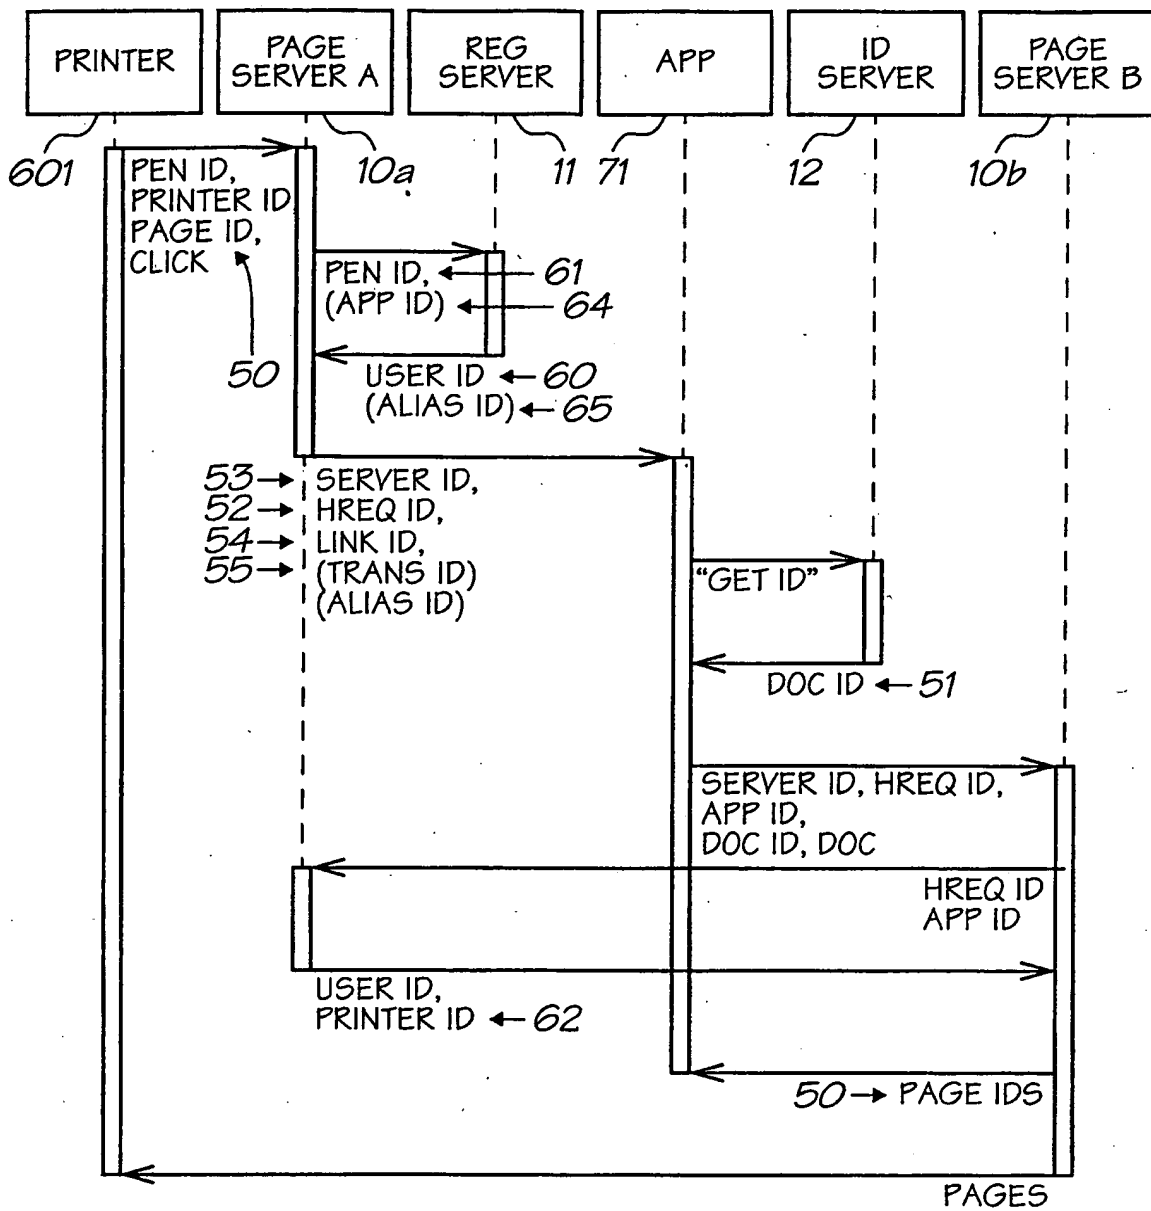 PRINTER
PAGE
SERVER A
REG
SERVER
APP
ID
SERVER
PAGE
SERVER B
601
10a
11
71
12
10b
PEN ID,
PRINTER ID
PAGE ID,
CLICK
50
PEN ID,
61
(APP ID)
64
USER ID
60
(ALIAS ID)
65
53
SERVER ID,
52
HREQ ID,
54
LINK ID,
55
(TRANS ID)
(ALIAS ID)
"GET ID"
DOC ID
51
SERVER ID, HREQ ID,
APP ID,
DOC ID, DOC
HREQ ID
APP ID
USER ID,
PRINTER ID
62
50
PAGE IDS
PAGES